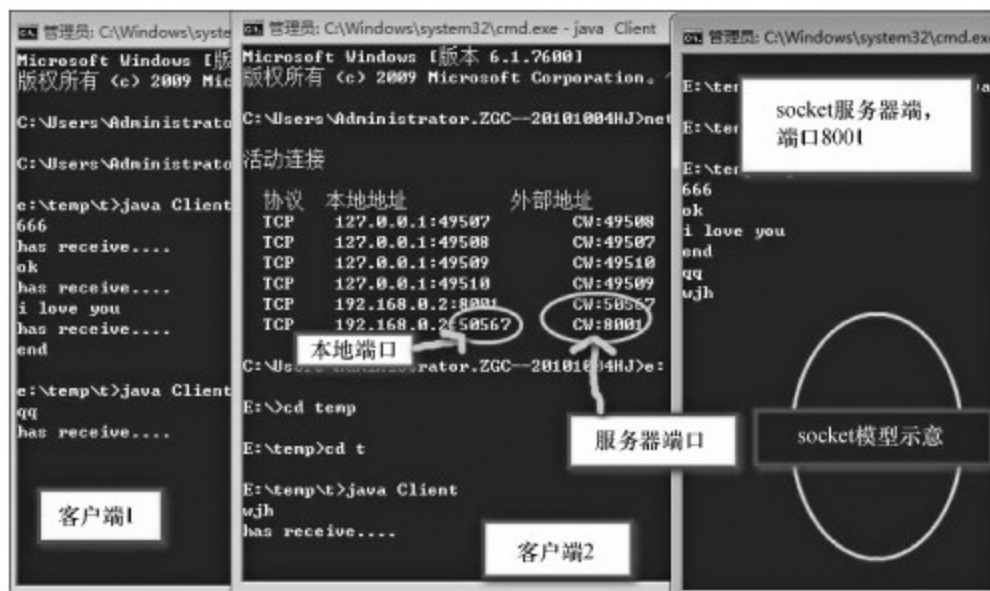 管理员: C:\Windows\syste
Microsoft Windows [版
版权所有 (c) 2009 Mic
C:\Users\Administrato
C:\Users\Administrato
e:\temp\t>java Client
666
has receive....
ok
has receive....
i love you
has receive....
end
e:\temp\t>java Client
qq
has receive....
客户端1
管理员: C:\Windows\system32\cmd.exe - java Client
Microsoft Windows [版本 6.1.7600]
版权所有 (c) 2009 Microsoft Corporation。
C:\Users\Administrator.ZGC--20101004HJ>net
活动连接
协议 本地地址 外部地址
TCP 127.0.0.1:49507 CW:49508
TCP 127.0.0.1:49508 CW:49507
TCP 127.0.0.1:49509 CW:49510
TCP 127.0.0.1:49510 CW:49509
TCP 192.168.0.2:8001 CW:50567
TCP 192.168.0.2:50567 CW:8001
本地端口
rator.ZGC--20101004HJ>e:
E:\>cd temp
服务器端口
E:\temp>cd t
E:\temp\t>java Client
wjh
has receive....
客户端2
管理员: C:\Windows\system32\cmd.exe
socket服务器端,
端口8001
666
ok
i love you
end
qq
wjh
socket模型示意